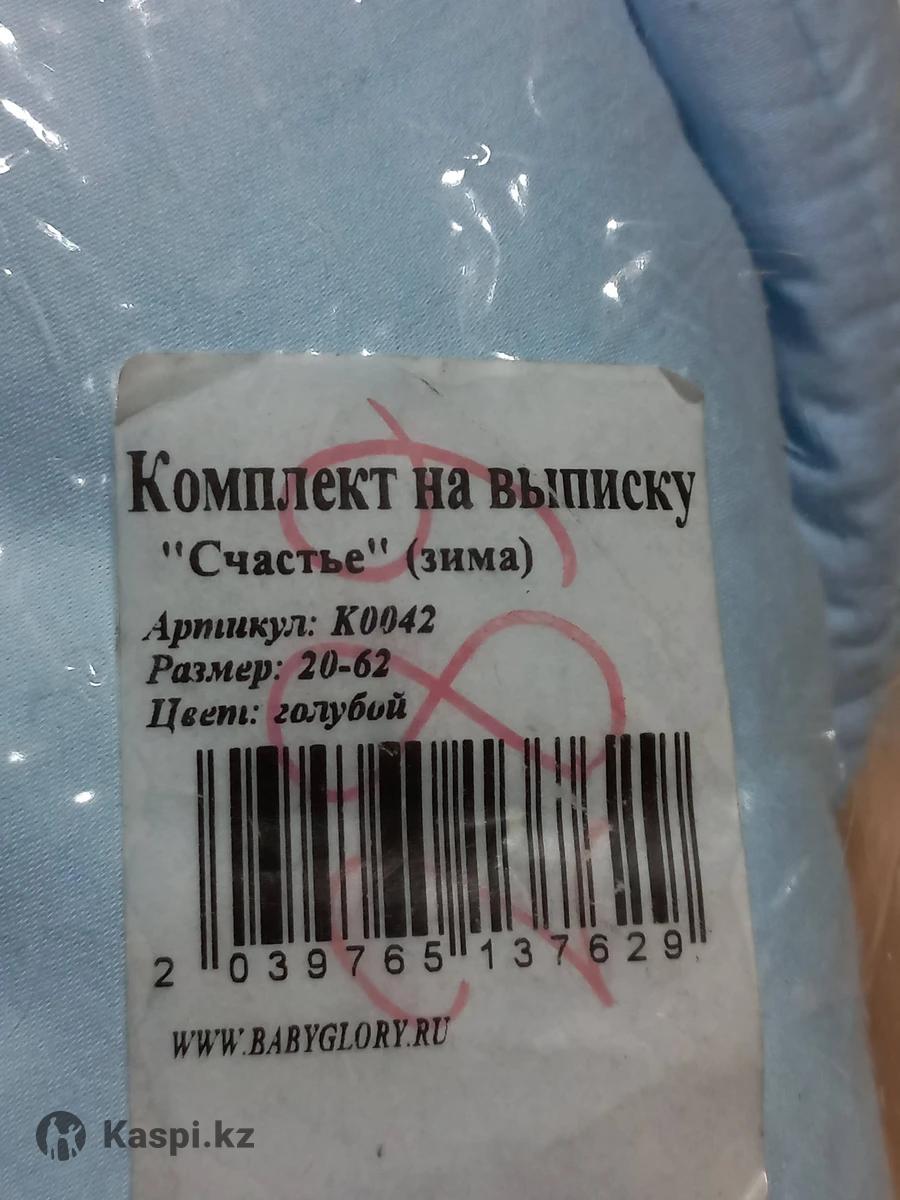 Комплект на выписку
"Счастье" (зима)
Артикул: К0042
Размер: 20-62
Цвет: голубой
2 039765 137629
WWW.BABYGLORY.RU
Kaspi.kz